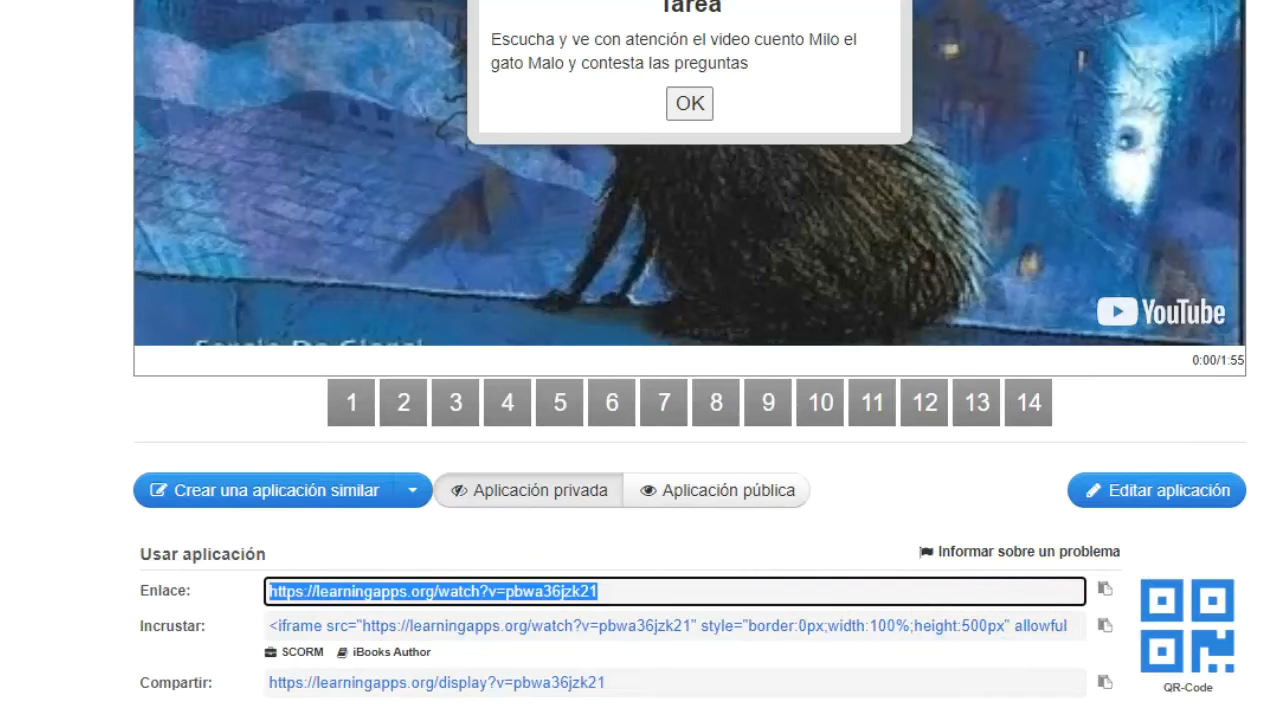 Tarea
Escucha y ve con atención el video cuento Milo el
gato Malo y contesta las preguntas
OK
YouTube
0:00/1:55
1 2 3 4 5 6 7 8 9 10 11 12 13 14
Crear una aplicación similar Aplicación privada Aplicación pública Editar aplicación
Usar aplicación Informar sobre un problema
Enlace: https://learningapps.org/watch?v=pbwa36jzk21
Incrustar: <iframe src="https://learningapps.org/watch?v=pbwa36jzk21" style="border:0px;width:100%;height:500px" allowful
SCORM iBooks Author
Compartir: https://learningapps.org/display?v=pbwa36jzk21
QR-Code